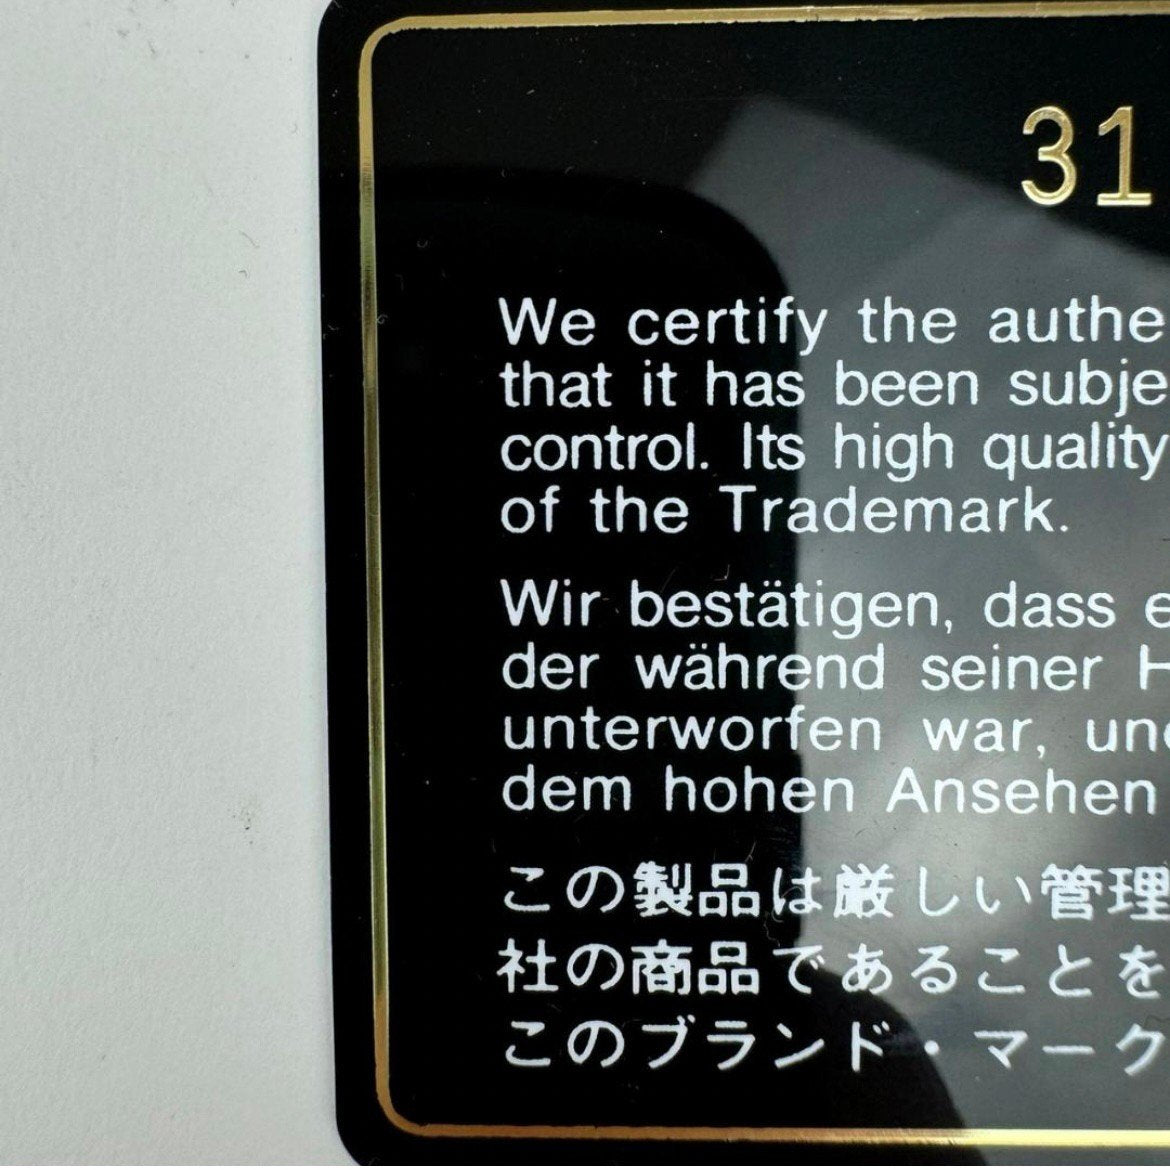 31
We certify the authe
that it has been subje
control. Its high quality
of the Trademark.
Wir bestätigen, dass e
der während seiner H
unterworfen war, und
dem hohen Ansehen
この製品は厳しい管理
社の商品であることを
このブランド・マーク